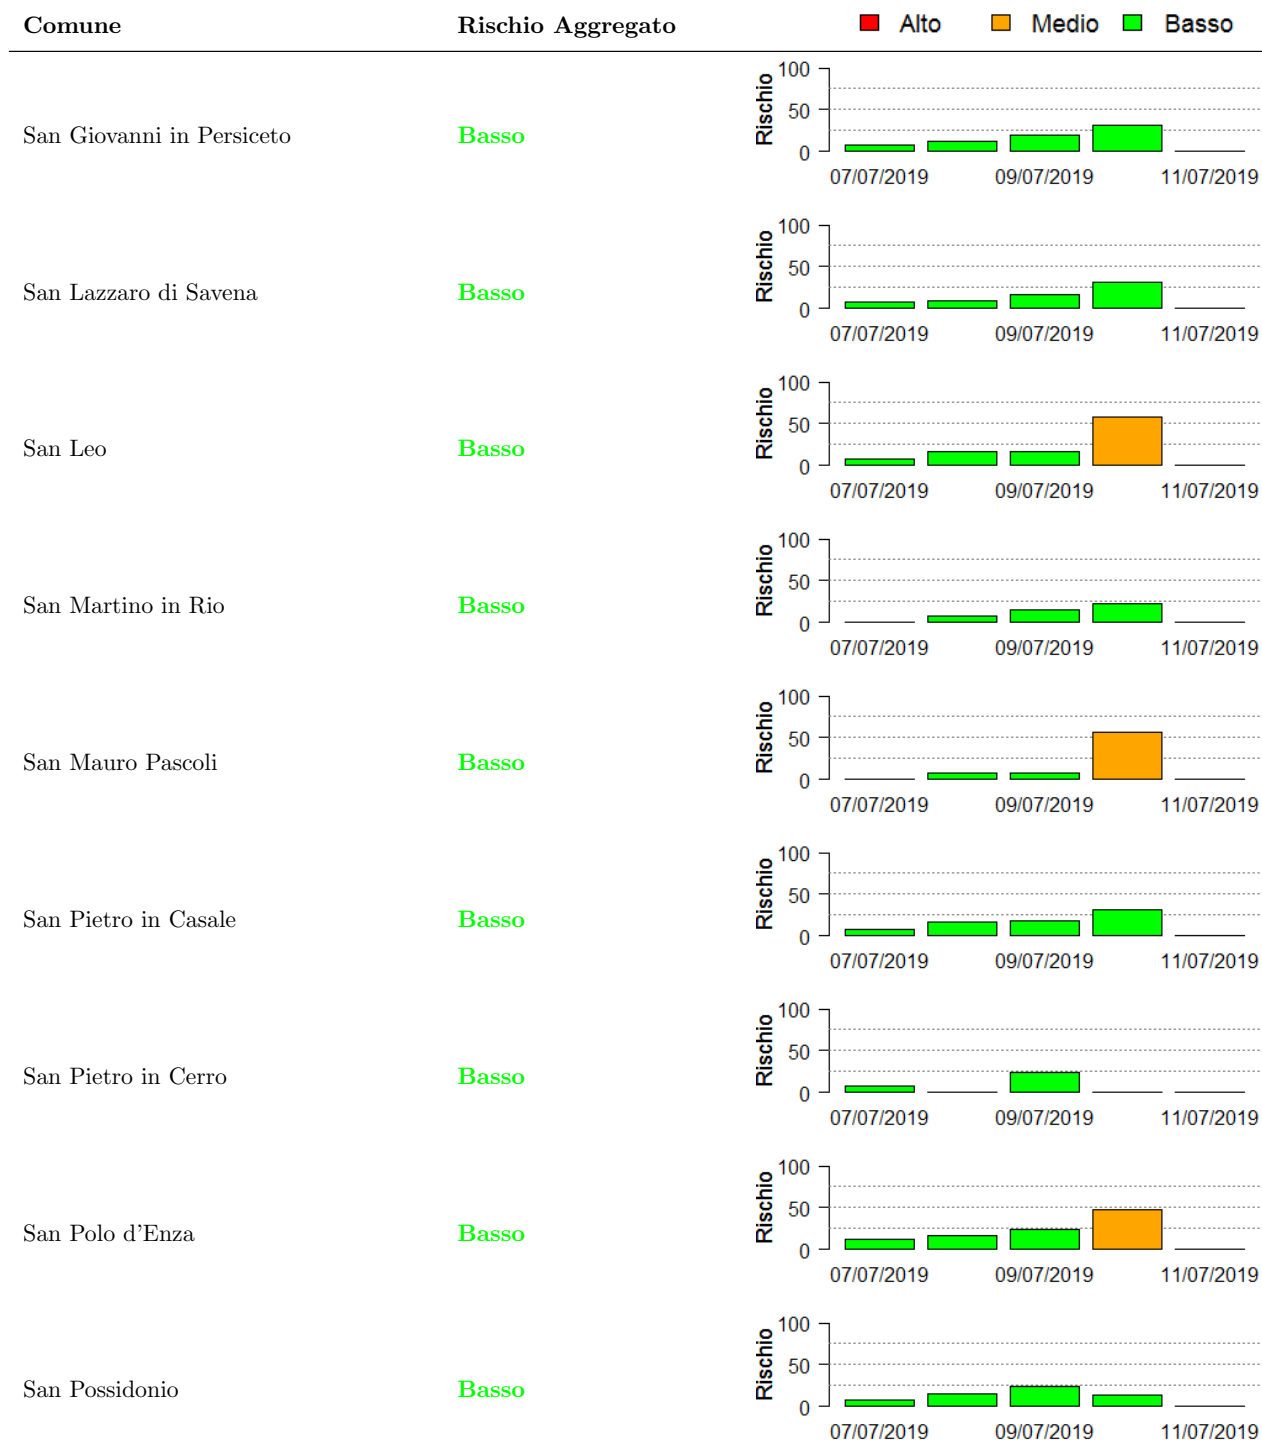 Comune Rischio Aggregato Alto Medio Basso
San Giovanni in Persiceto Basso
Rischio
100
50
0
07/07/2019 09/07/2019 11/07/2019
San Lazzaro di Savena Basso
Rischio
100
50
0
07/07/2019 09/07/2019 11/07/2019
San Leo Basso
Rischio
100
50
0
07/07/2019 09/07/2019 11/07/2019
San Martino in Rio Basso
Rischio
100
50
0
07/07/2019 09/07/2019 11/07/2019
San Mauro Pascoli Basso
Rischio
100
50
0
07/07/2019 09/07/2019 11/07/2019
San Pietro in Casale Basso
Rischio
100
50
0
07/07/2019 09/07/2019 11/07/2019
San Pietro in Cerro Basso
Rischio
100
50
0
07/07/2019 09/07/2019 11/07/2019
San Polo d'Enza Basso
Rischio
100
50
0
07/07/2019 09/07/2019 11/07/2019
San Possidonio Basso
Rischio
100
50
0
07/07/2019 09/07/2019 11/07/2019